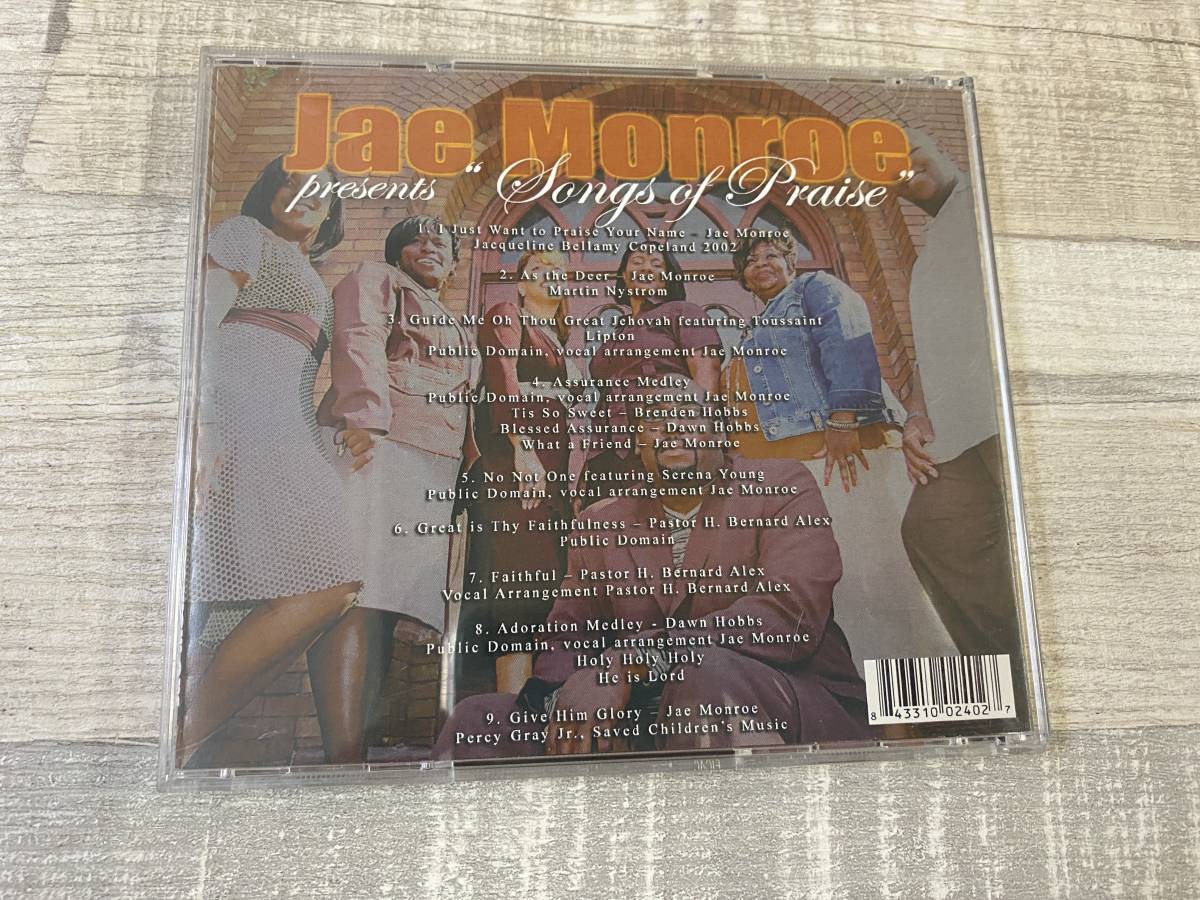 Jae Monroe
presents "Songs of Praise"
1. I Just Want to Praise Your Name – Jae Monroe
Jacqueline Bellamy Copeland 2002
2. As the Deer – Jae Monroe
Martin Nystrom
3. Guide Me Oh Thou Great Jehovah featuring Toussaint
Lipton
Public Domain, vocal arrangement Jae Monroe
4. Assurance Medley
Public Domain, vocal arrangement Jae Monroe
Tis So Sweet – Brenden Hobbs
Blessed Assurance – Dawn Hobbs
What a Friend – Jae Monroe
5. No Not One featuring Serena Young
Public Domain, vocal arrangement Jae Monroe
6. Great is Thy Faithfulness – Pastor H. Bernard Alex
Public Domain
7. Faithful – Pastor H. Bernard Alex
Vocal Arrangement Pastor H. Bernard Alex
8. Adoration Medley - Dawn Hobbs
Public Domain, vocal arrangement Jae Monroe
Holy Holy Holy
He is Lord
9. Give Him Glory – Jae Monroe
Percy Gray Jr., Saved Children's Music
8 43310 02402 7